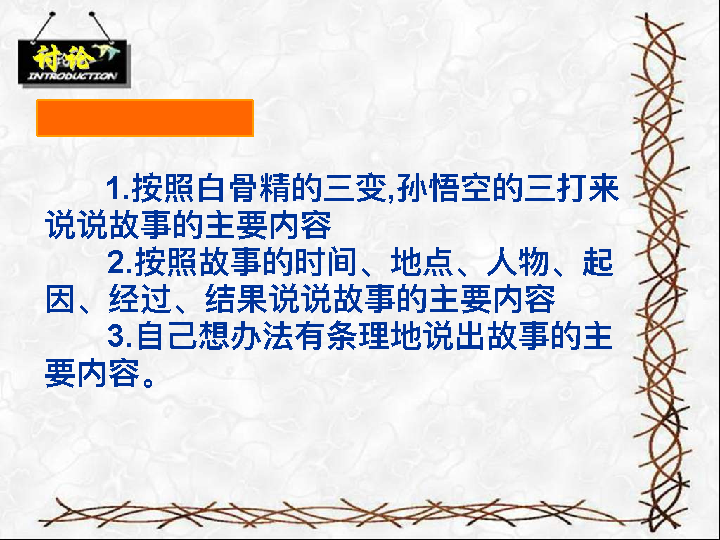 讨论
INTRODUCTION
1.按照白骨精的三变,孙悟空的三打来
说说故事的主要内容
2.按照故事的时间、地点、人物、起
因、经过、结果说说故事的主要内容
3.自己想办法有条理地说出故事的主
要内容。